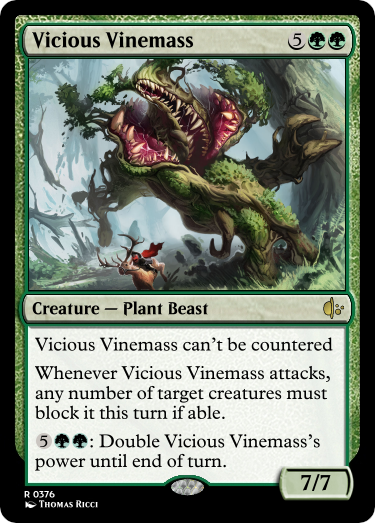 Vicious Vinemass 5
Creature — Plant Beast
Vicious Vinemass can't be countered
Whenever Vicious Vinemass attacks,
any number of target creatures must
block it this turn if able.
5: Double Vicious Vinemass's
power until end of turn.
7/7
R 0376
Thomas Ricci